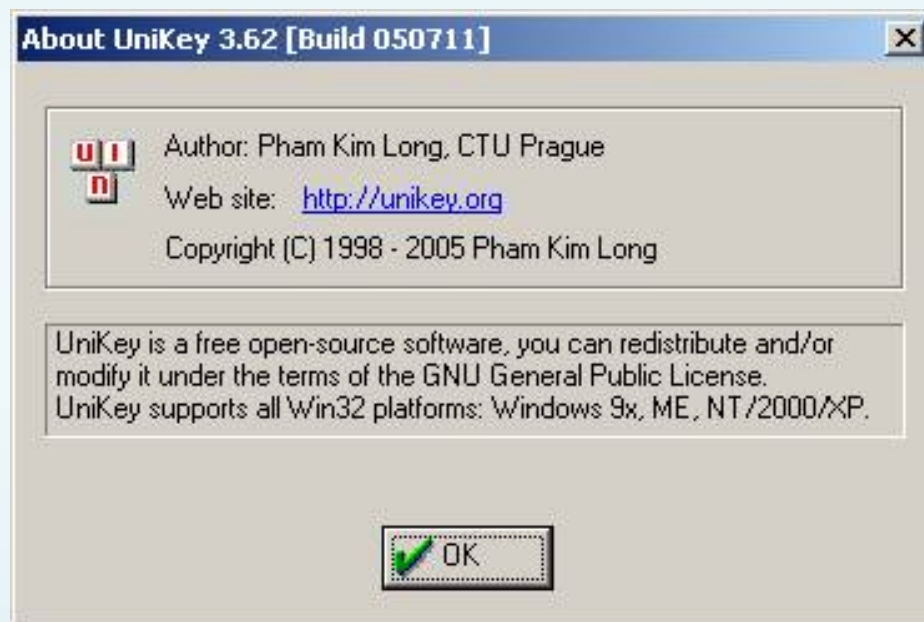 About UniKey 3.62 [Build 050711]
U I
n
Author: Pham Kim Long, CTU Prague
Web site: http://unikey.org
Copyright (C) 1998 - 2005 Pham Kim Long
UniKey is a free open-source software, you can redistribute and/or
modify it under the terms of the GNU General Public License.
UniKey supports all Win32 platforms: Windows 9x, ME, NT/2000/XP.
OK